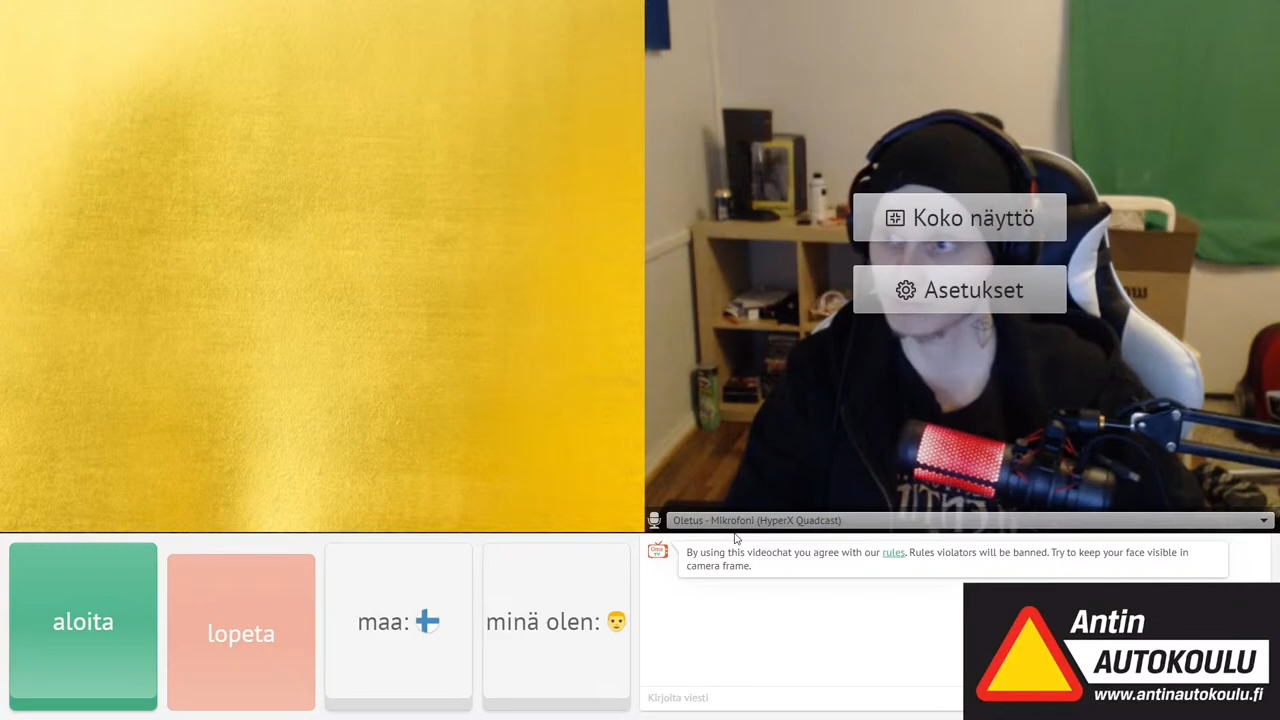 Koko näyttö
Asetukset
Oletus - Mikrofoni (HyperX Quadcast)
Ome
TV
By using this videochat you agree with our rules. Rules violators will be banned. Try to keep your face visible in
camera frame.
aloita
lopeta
maa:
minä olen:
Kirjoita viesti
Antin
AUTOKOULU
www.antinautokoulu.fi